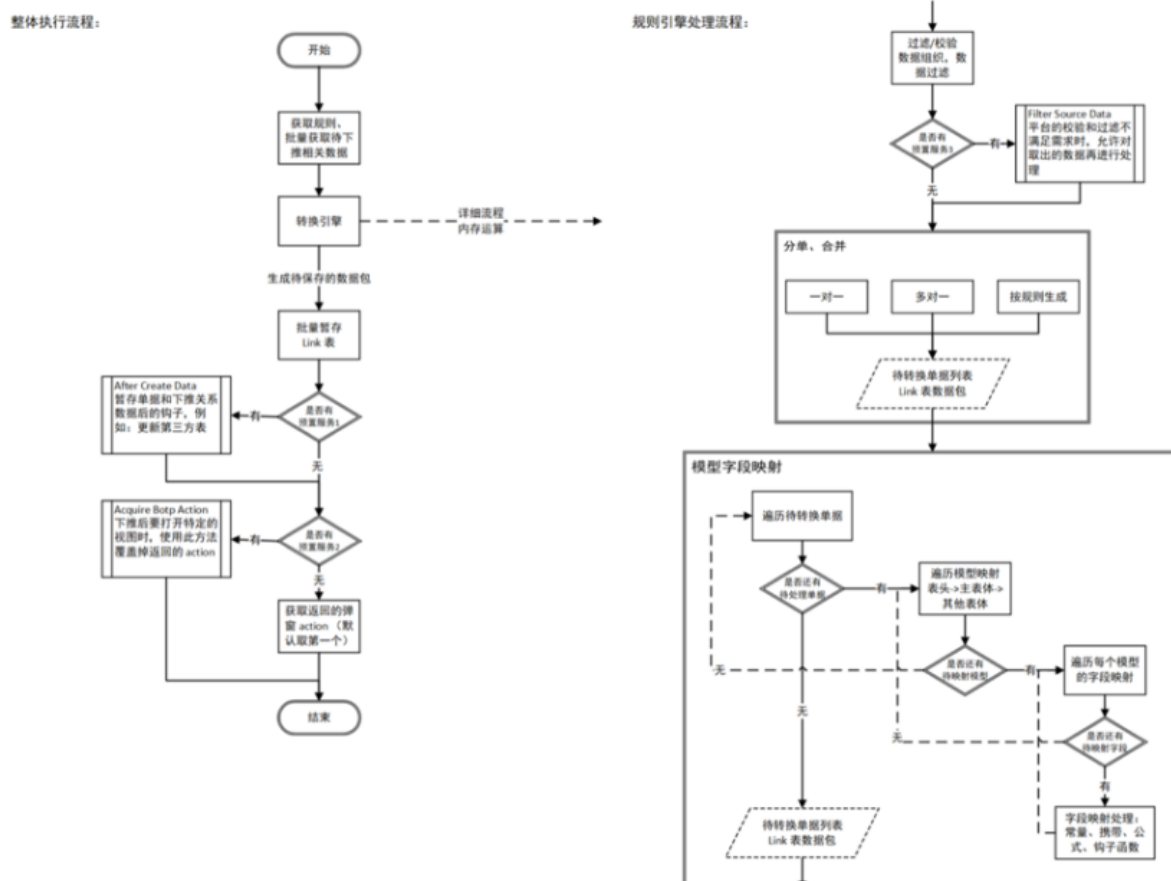 整体执行流程：
开始
获取规则、
批量获取待下
推相关数据
转换引擎
详细流程
内存运算
生成待保存的数据包
批量暂存
Link 表
After Create Data
暂存单据和下推关系
数据后的钩子，例
如：更新第三方表
有
是否有
预置服务1
无
Acquire Botp Action
下推后要打开特定的
视图时，使用此方法
覆盖掉返回的 action
有
是否有
预置服务2
无
获取返回的弹
窗 action（默
认取第一个）
结束
规则引擎处理流程：
过滤/校验
数据组织，数
据过滤
是否有
预置服务3
有
Filter Source Data
平台的校验和过滤不
满足需求时，允许对
取出的数据再进行处
理
无
分单、合并
一对一
多对一
按规则生成
待转换单据列表
Link 表数据包
模型字段映射
遍历待转换单据
是否还有
待处理单据
有
遍历模型映射
表头->主表体->
其他表体
无
是否还有
待映射模型
有
遍历每个模型
的字段映射
无
无
是否还有
待映射字段
有
待转换单据列表
Link 表数据包
字段映射处理：
常量、携带、公
式、钩子函数